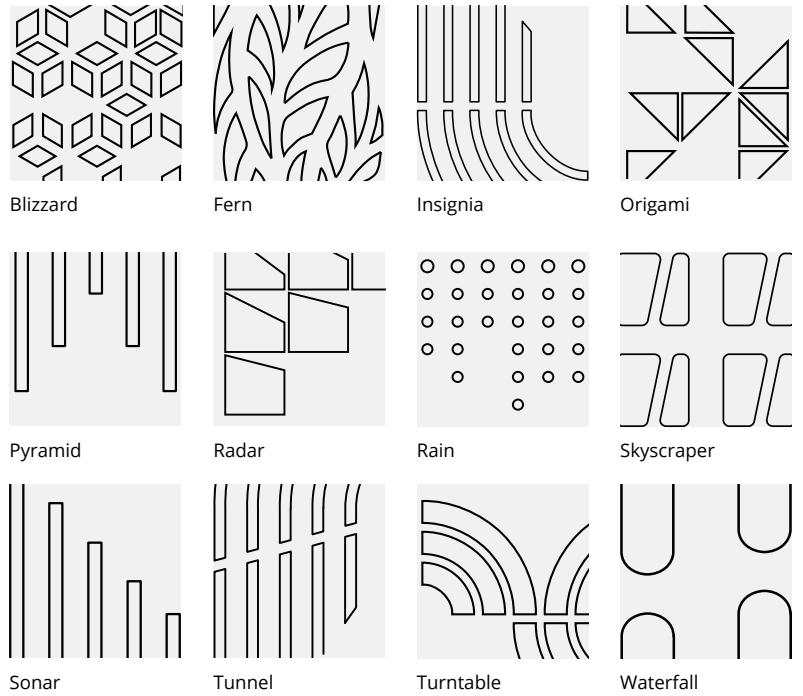 Blizzard
Fern
Insignia
Origami
Pyramid
Radar
Rain
Skyscraper
Sonar
Tunnel
Turntable
Waterfall